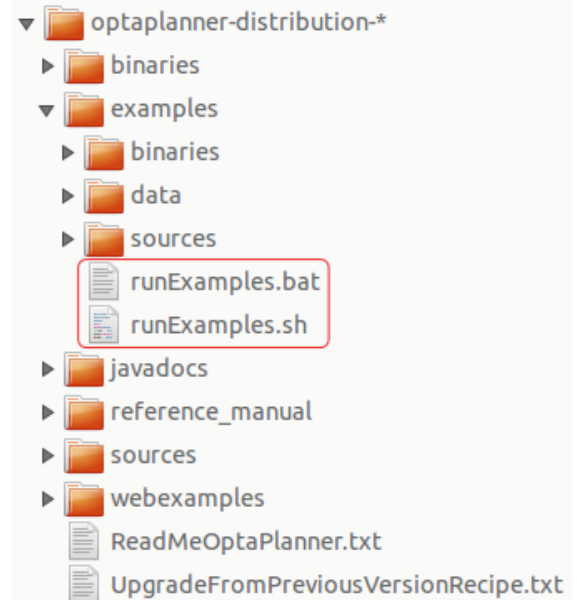 optaplanner-distribution-*
binaries
examples
binaries
data
sources
runExamples.bat
runExamples.sh
javadocs
reference_manual
sources
webexamples
ReadMeOptaPlanner.txt
UpgradeFromPreviousVersionRecipe.txt